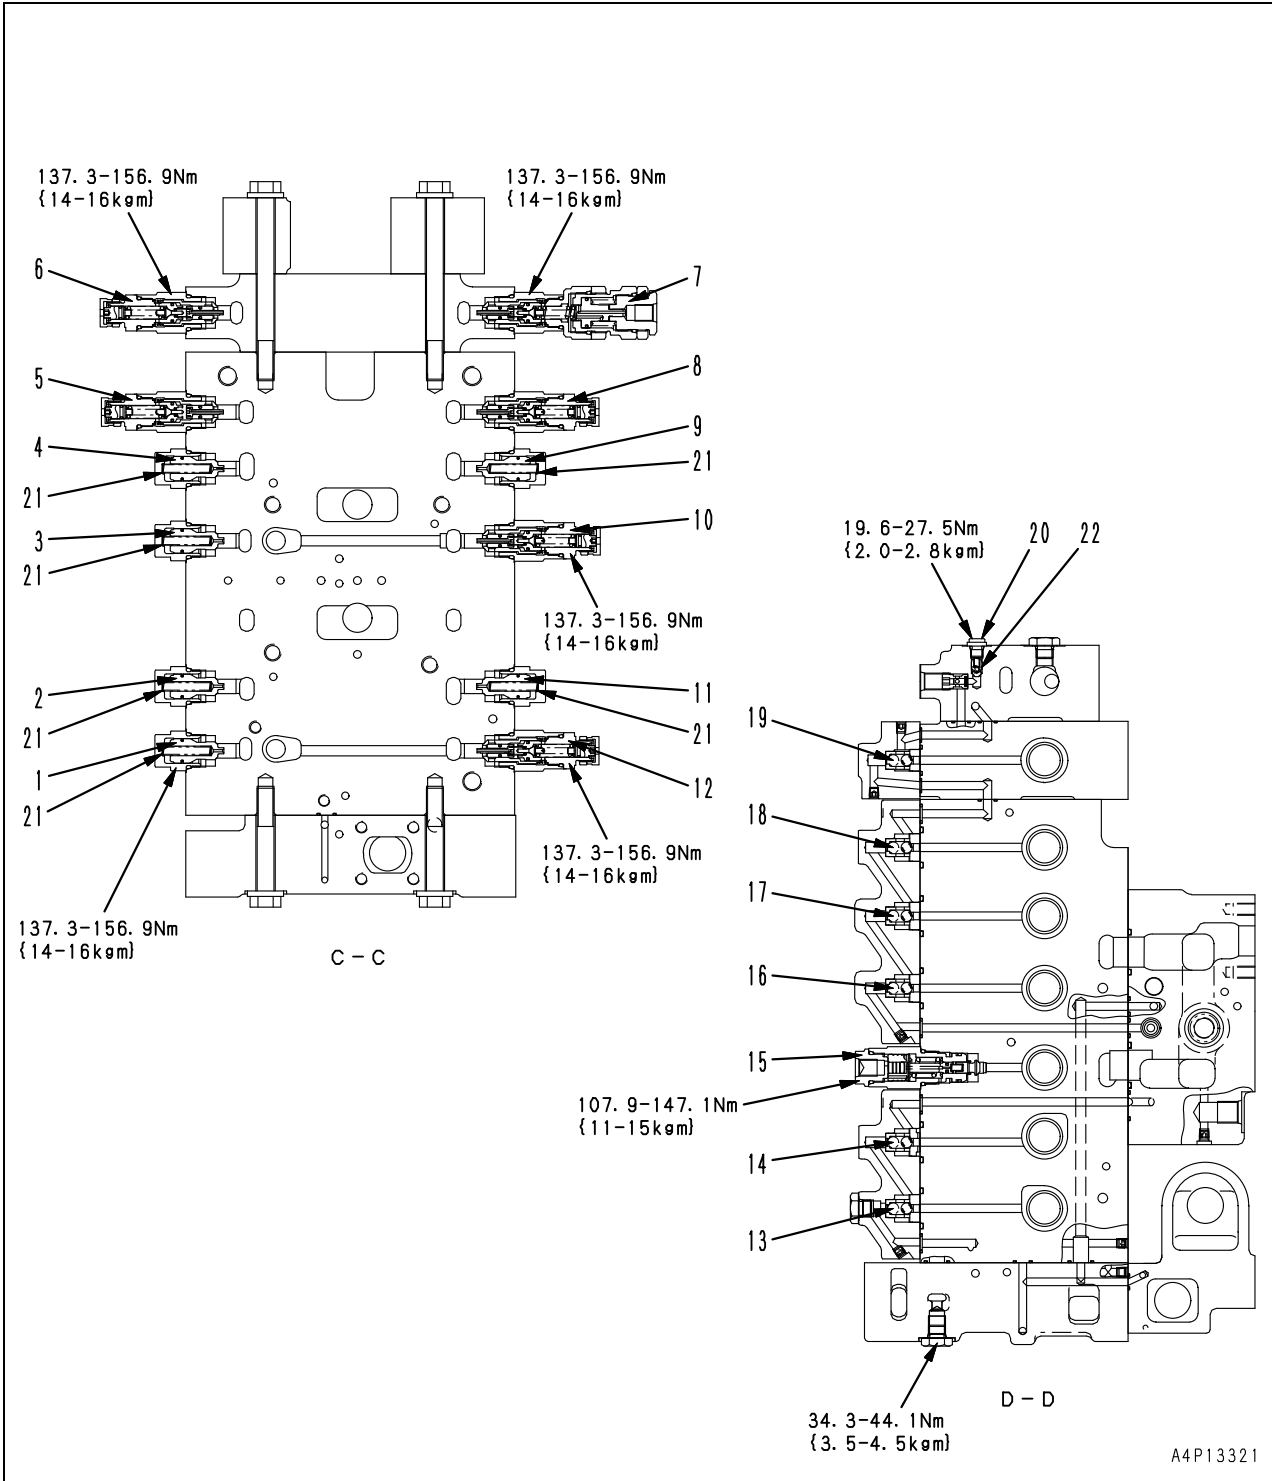 137. 3-156. 9Nm
{14-16kgm}
137. 3-156. 9Nm
{14-16kgm}
6
7
5
8
4
9
21
21
3
10
21
137. 3-156. 9Nm
{14-16kgm}
2
11
21
21
1
12
21
137. 3-156. 9Nm
{14-16kgm}
137. 3-156. 9Nm
{14-16kgm}
C - C
19. 6-27. 5Nm
{2. 0-2. 8kgm}
20
22
19
18
17
16
15
107. 9-147. 1Nm
{11-15kgm}
14
13
34. 3-44. 1Nm
{3. 5-4. 5kgm}
D - D
A4P13321